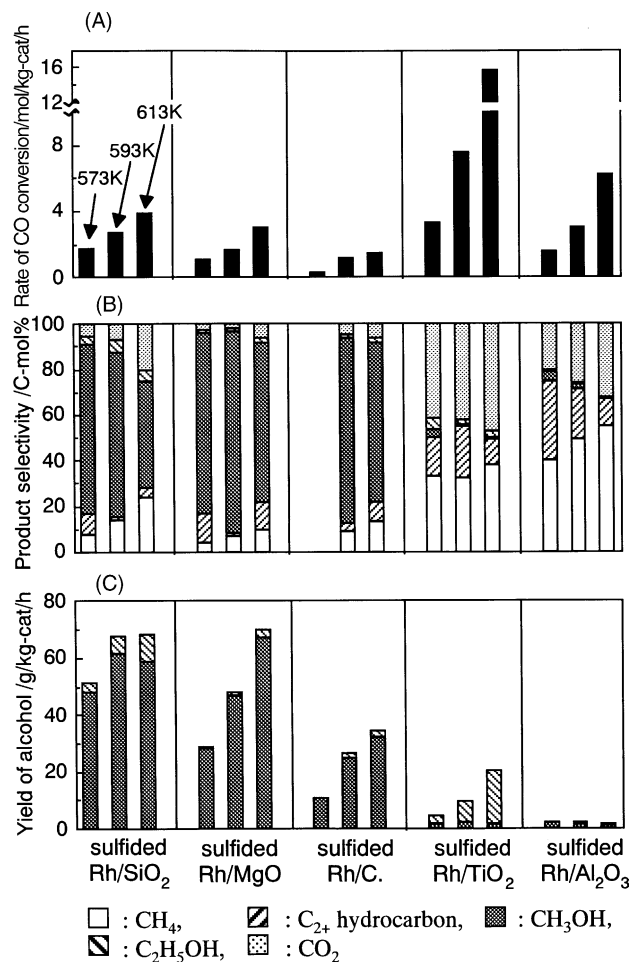 (A)
Rate of CO conversion/mol/kg-cat/h
16
12
8
4
0
573K
593K
613K
(B)
Product selectivity /C-mol%
100
80
60
40
20
0
(C)
Yield of alcohol /g/kg-cat/h
80
60
40
20
0
sulfided sulfided sulfided sulfided sulfided
Rh/SiO₂ Rh/MgO Rh/C. Rh/TiO₂ Rh/Al₂O₃
: CH₄, : C₂₊ hydrocarbon, : CH₃OH,
: C₂H₅OH, : CO₂